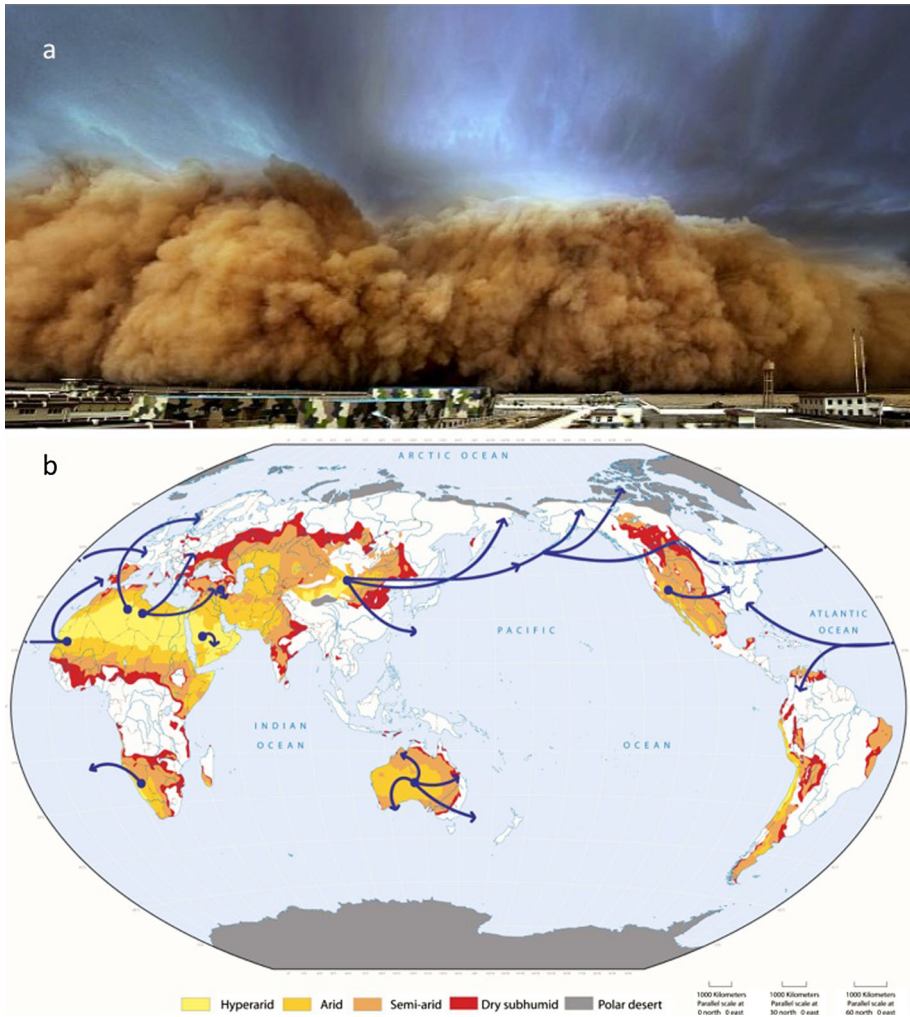 a
b
ARCTIC OCEAN
ATLANTIC
OCEAN
PACIFIC
INDIAN
OCEAN
OCEAN
Hyperarid
Arid
Semi-arid
Dry subhumid
Polar desert
1000 Kilometers
Parallel scale at
0 north 0 east
1000 Kilometers
Parallel scale at
30 north 0 east
1000 Kilometers
Parallel scale at
60 north 0 east